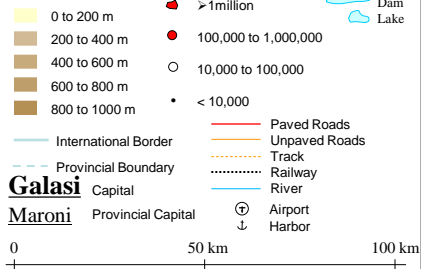 ➢1million
Dam
Lake
0 to 200 m
200 to 400 m
400 to 600 m
600 to 800 m
800 to 1000 m
100,000 to 1,000,000
10,000 to 100,000
< 10,000
International Border
Provincial Boundary
Galasi Capital
Maroni Provincial Capital
Paved Roads
Unpaved Roads
Track
Railway
River
Airport
Harbor
0 50 km 100 km